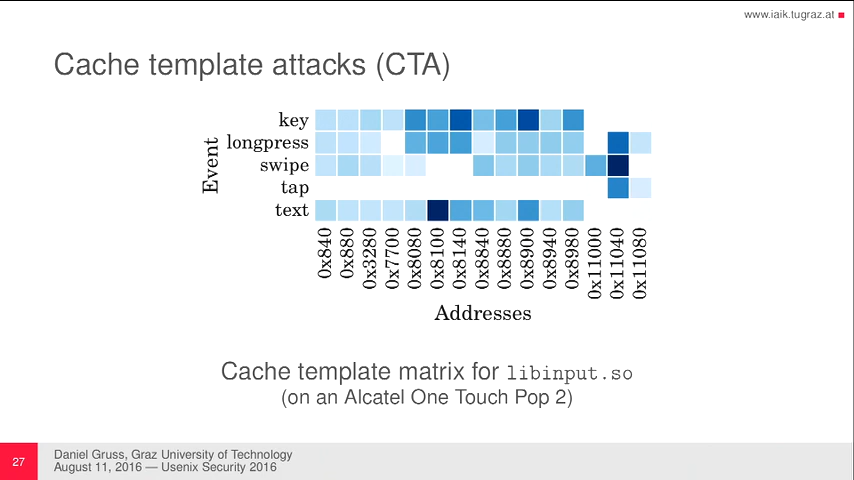 www.iaik.tugraz.at
Cache template attacks (CTA)
Event
key
longpress
swipe
tap
text
0x840
0x880
0x3280
0x7700
0x8080
0x8100
0x8140
0x8840
0x8880
0x8900
0x8940
0x8980
0x11000
0x11040
0x11080
Addresses
Cache template matrix for libinput.so
(on an Alcatel One Touch Pop 2)
27
Daniel Gruss, Graz University of Technology
August 11, 2016 — Usenix Security 2016